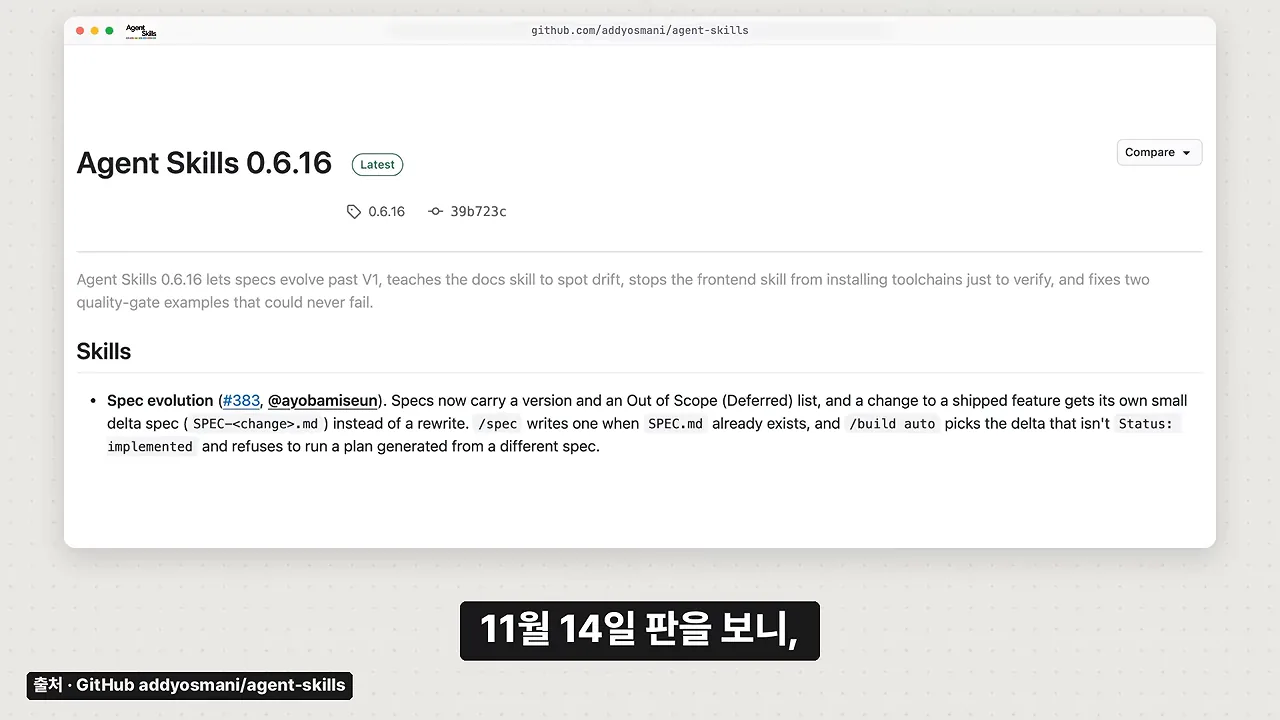 Agent Skills
github.com/addyosmani/agent-skills
Agent Skills 0.6.16
Latest
Compare
0.6.16
39b723c
Agent Skills 0.6.16 lets specs evolve past V1, teaches the docs skill to spot drift, stops the frontend skill from installing toolchains just to verify, and fixes two
quality-gate examples that could never fail.
Skills
• Spec evolution (#383, @ayobamiseun). Specs now carry a version and an Out of Scope (Deferred) list, and a change to a shipped feature gets its own small
delta spec ( SPEC-<change>.md ) instead of a rewrite. /spec writes one when SPEC.md already exists, and /build auto picks the delta that isn't Status:
implemented and refuses to run a plan generated from a different spec.
11월 14일 판을 보니,
출처 · GitHub addyosmani/agent-skills